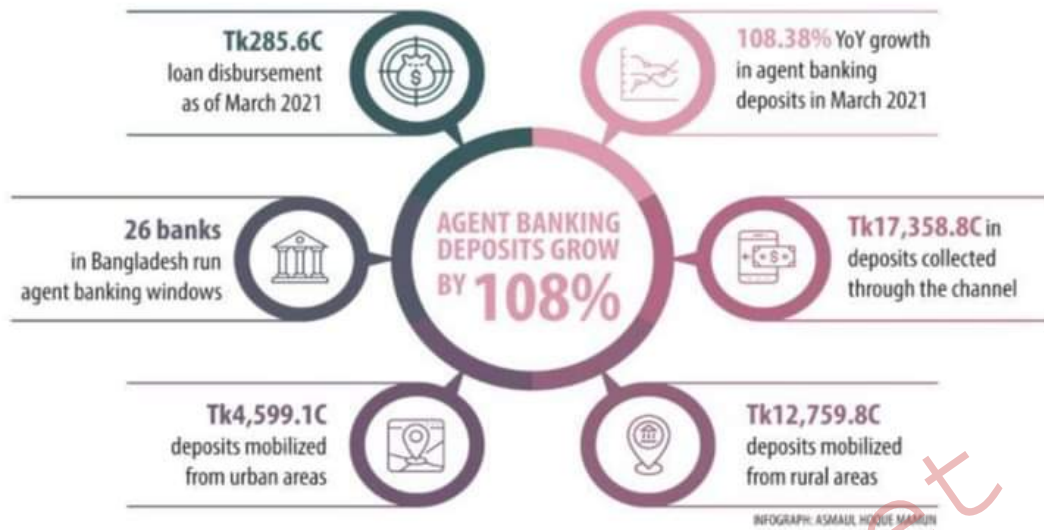 Tk285.6C
loan disbursement
as of March 2021
108.38% YoY growth
in agent banking
deposits in March 2021
26 banks
in Bangladesh run
agent banking windows
AGENT BANKING
DEPOSITS GROW
BY 108%
Tk17,358.8C in
deposits collected
through the channel
Tk4,599.1C
deposits mobilized
from urban areas
Tk12,759.8C
deposits mobilized
from rural areas
INFOGRAPH: ASMAUL HOQUE MAMUN